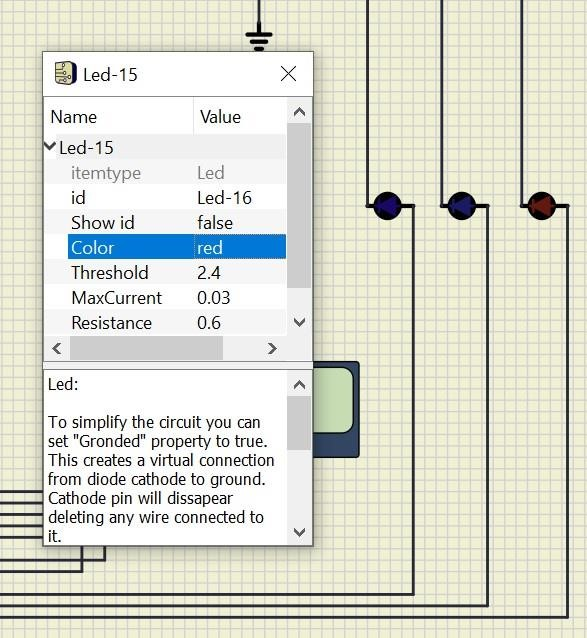 Led-15
Name Value
Led-15
itemtype Led
id Led-16
Show id false
Color red
Threshold 2.4
MaxCurrent 0.03
Resistance 0.6
Led:
To simplify the circuit you can
set "Gronded" property to true.
This creates a virtual connection
from diode cathode to ground.
Cathode pin will dissapear
deleting any wire connected to
it.